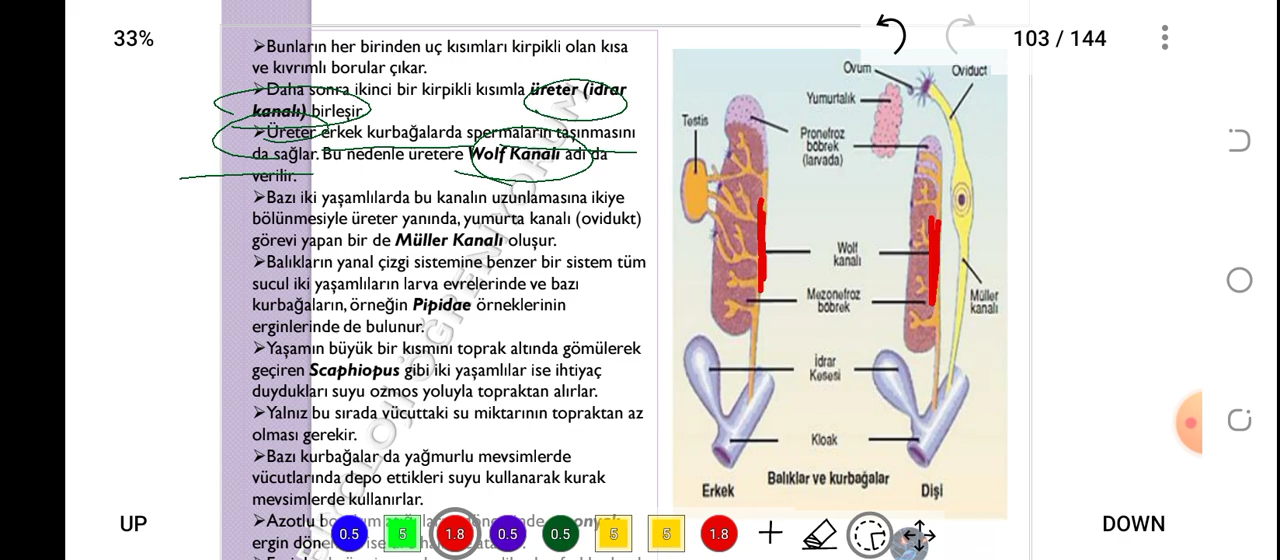 33%
103 / 144
➢Bunların her birinden uç kısımları kirpikli olan kısa
ve kıvrımlı borular çıkar.
➢Daha sonra ikinci bir kirpikli kısımla üreter (idrar
kanalı) birleşir
➢Üreter erkek kurbağalarda spermaların taşınmasını
da sağlar. Bu nedenle üretere Wolf Kanalı adı da
verilir.
➢Bazı iki yaşamlılarda bu kanalın uzunlamasına ikiye
bölünmesiyle üreter yanında, yumurta kanalı (ovidukt)
görevi yapan bir de Müller Kanalı oluşur.
➢Balıkların yanal çizgi sistemine benzer bir sistem tüm
sucul iki yaşamlıların larva evrelerinde ve bazı
kurbağaların, örneğin Pipidae örneklerinin
erginlerinde de bulunur.
➢Yaşamın büyük bir kısmını toprak altında gömülerek
geçiren Scaphiopus gibi iki yaşamlılar ise ihtiyaç
duydukları suyu ozmos yoluyla topraktan alırlar.
➢Yalnız bu sırada vücuttaki su miktarının topraktan az
olması gerekir.
➢Bazı kurbağalar da yağmurlu mevsimlerde
vücutlarında depo ettikleri suyu kullanarak kurak
mevsimlerde kullanırlar.
➢Azotlu
ergin
Ovum
Oviduct
Yumurtalık
Testis
Pronefroz
böbrek
(larvada)
Wolf
kanalı
Mezonefroz
böbrek
Müller
kanalı
İdrar
Kesesi
Kloak
Balıklar ve kurbağalar
Erkek
Dişi
UP
0.5
5
1.8
0.5
0.5
5
5
1.8
DOWN